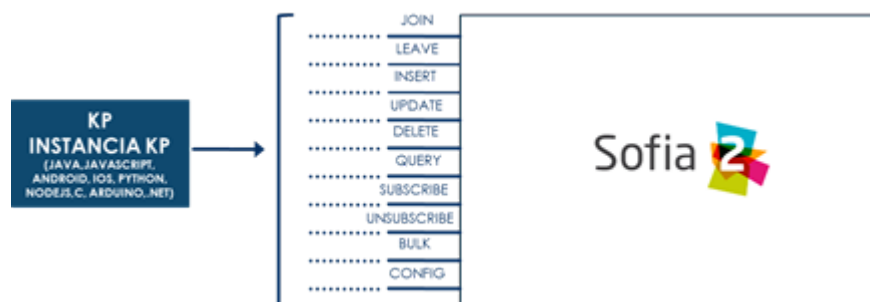 KP
INSTANCIA KP
(JAVA,JAVASCRIPT,
ANDROID, IOS, PYTHON,
NODEJS,C, ARDUINO,.NET)
JOIN
LEAVE
INSERT
UPDATE
DELETE
QUERY
SUBSCRIBE
UNSUBSCRIBE
BULK
CONFIG
Sofia 2